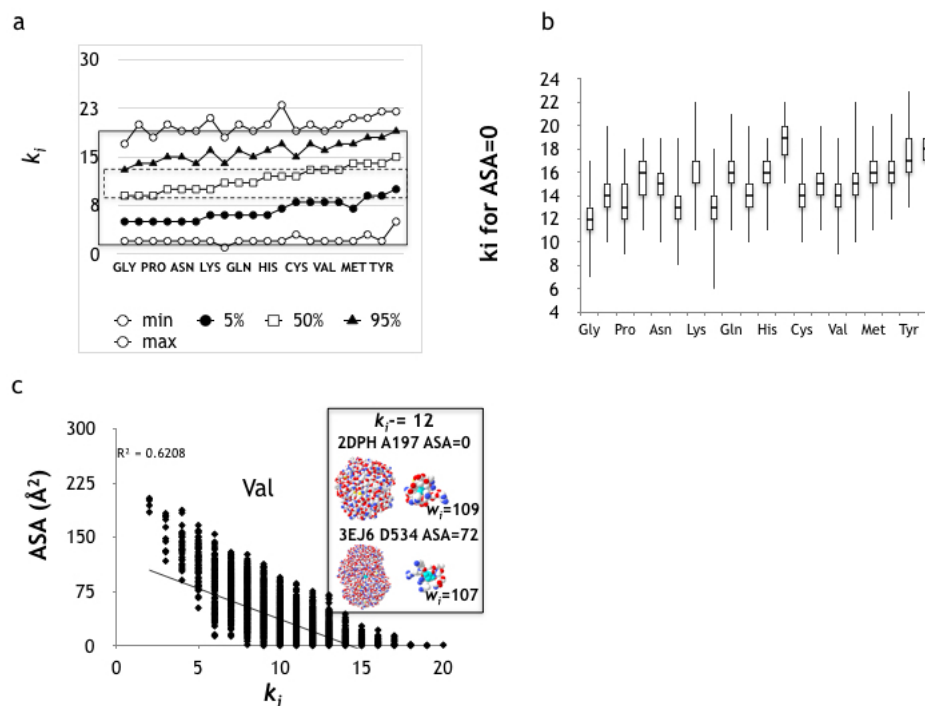 a
30
23
15
8
0
k_i
GLY PRO ASN LYS GLN HIS CYS VAL MET TYR
min 5% 50% 95%
max
b
24
22
20
18
16
14
12
10
8
6
4
ki for ASA=0
Gly Pro Asn Lys Gln His Cys Val Met Tyr
c
300
225
150
75
0
ASA (Å²)
R² = 0.6208
Val
k_i-= 12
2DPH A197 ASA=0
w_i=109
3EJ6 D534 ASA=72
w_i=107
0 5 10 15 20
k_i